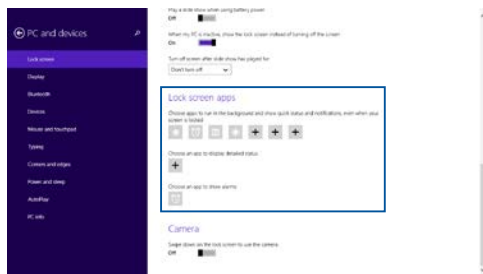 PC and devices
Lock screen
Display
Bluetooth
Devices
Mouse and touchpad
Typing
Corners and edges
Power and sleep
AutoPlay
PC info
Play a slide show when using battery power
Off
When my PC is inactive, show the lock screen instead of turning off the screen
On
Turn off screen after slide show has played for
Don't turn off
Lock screen apps
Choose apps to run in the background and show quick status and notifications, even when your
screen is locked
Choose an app to display detailed status
Choose an app to show alarms
Camera
Swipe down on the lock screen to use the camera.
Off